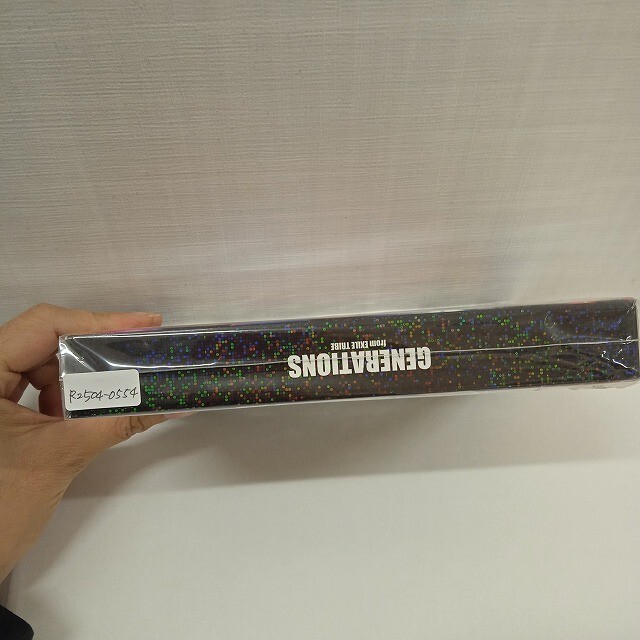 GENERATIONS
from EXILE TRIBE
R2504-0554